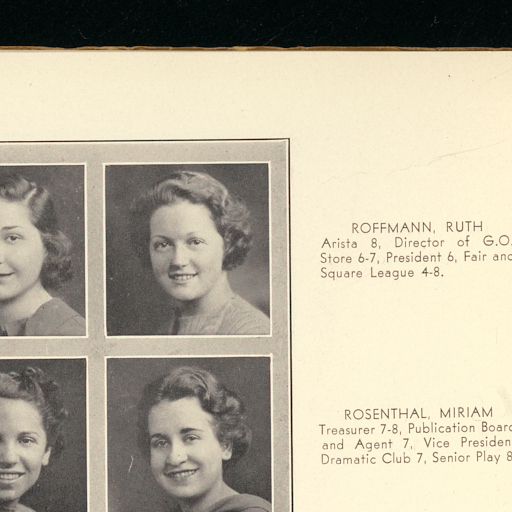 ROFFMANN, RUTH
Arista 8, Director of G.O.
Store 6-7, President 6, Fair and
Square League 4-8.
ROSENTHAL, MIRIAM
Treasurer 7-8, Publication Board
and Agent 7, Vice Presiden
Dramatic Club 7, Senior Play 8